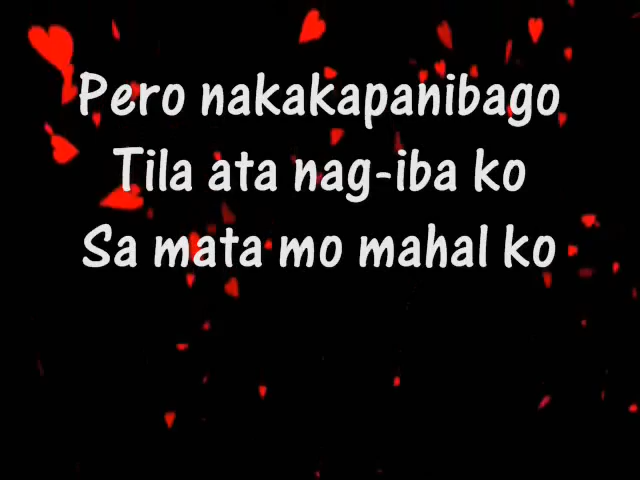 Pero nakakapanibago
Tila ata nag-iba ko
Sa mata mo mahal ko